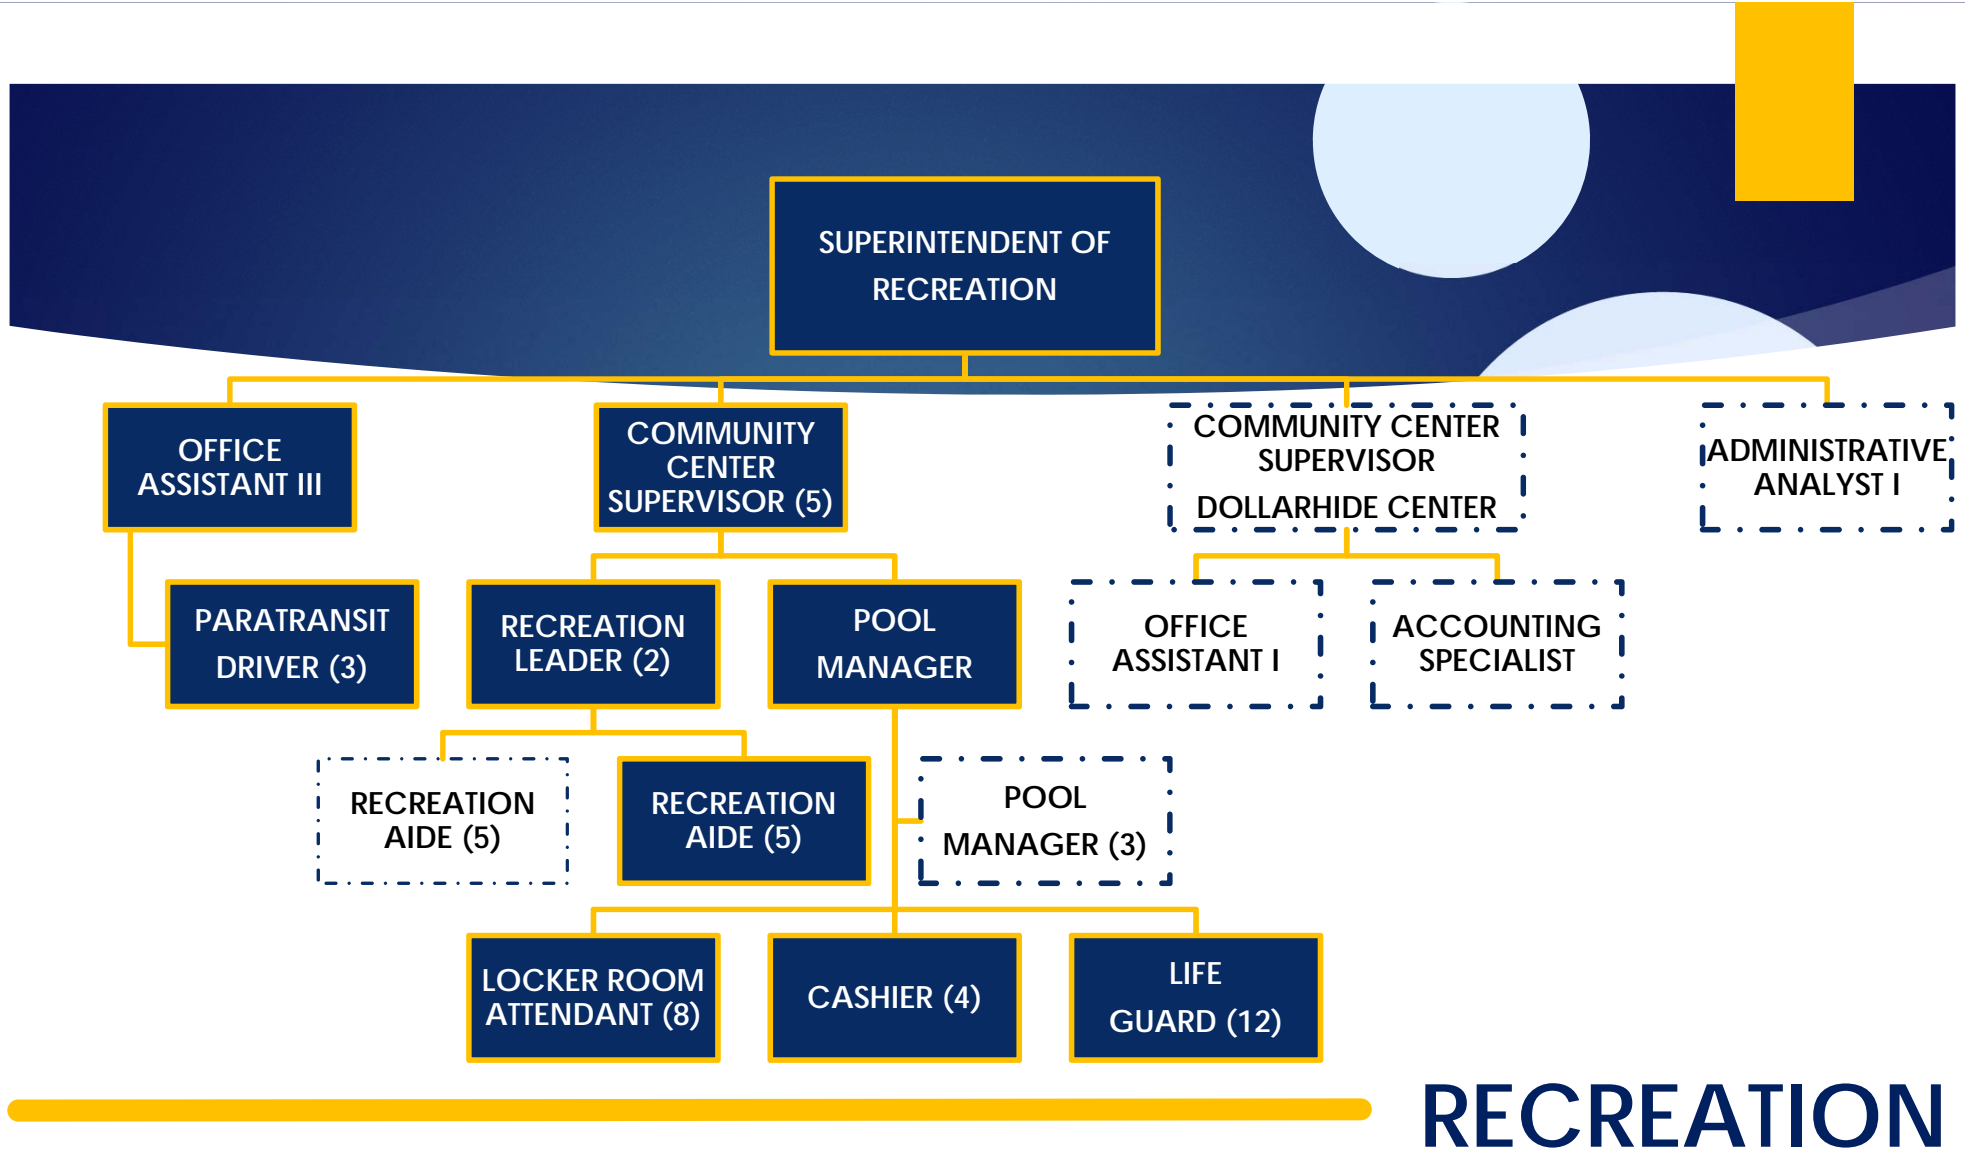 SUPERINTENDENT OF
RECREATION
OFFICE
ASSISTANT III
COMMUNITY
CENTER
SUPERVISOR (5)
COMMUNITY CENTER
SUPERVISOR
DOLLARHIDE CENTER
ADMINISTRATIVE
ANALYST I
PARATRANSIT
DRIVER (3)
RECREATION
LEADER (2)
POOL
MANAGER
OFFICE
ASSISTANT I
ACCOUNTING
SPECIALIST
RECREATION
AIDE (5)
RECREATION
AIDE (5)
POOL
MANAGER (3)
LOCKER ROOM
ATTENDANT (8)
CASHIER (4)
LIFE
GUARD (12)
RECREATION